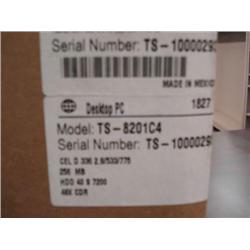 Serial Number: TS-1000029
MADE IN MEXICO
Desktop PC
1827
Model: TS-8201C4
Serial Number: TS-1000029
CEL D 336 2.8/533/775
256 MB
HDD 40 G 7200
48X CDR